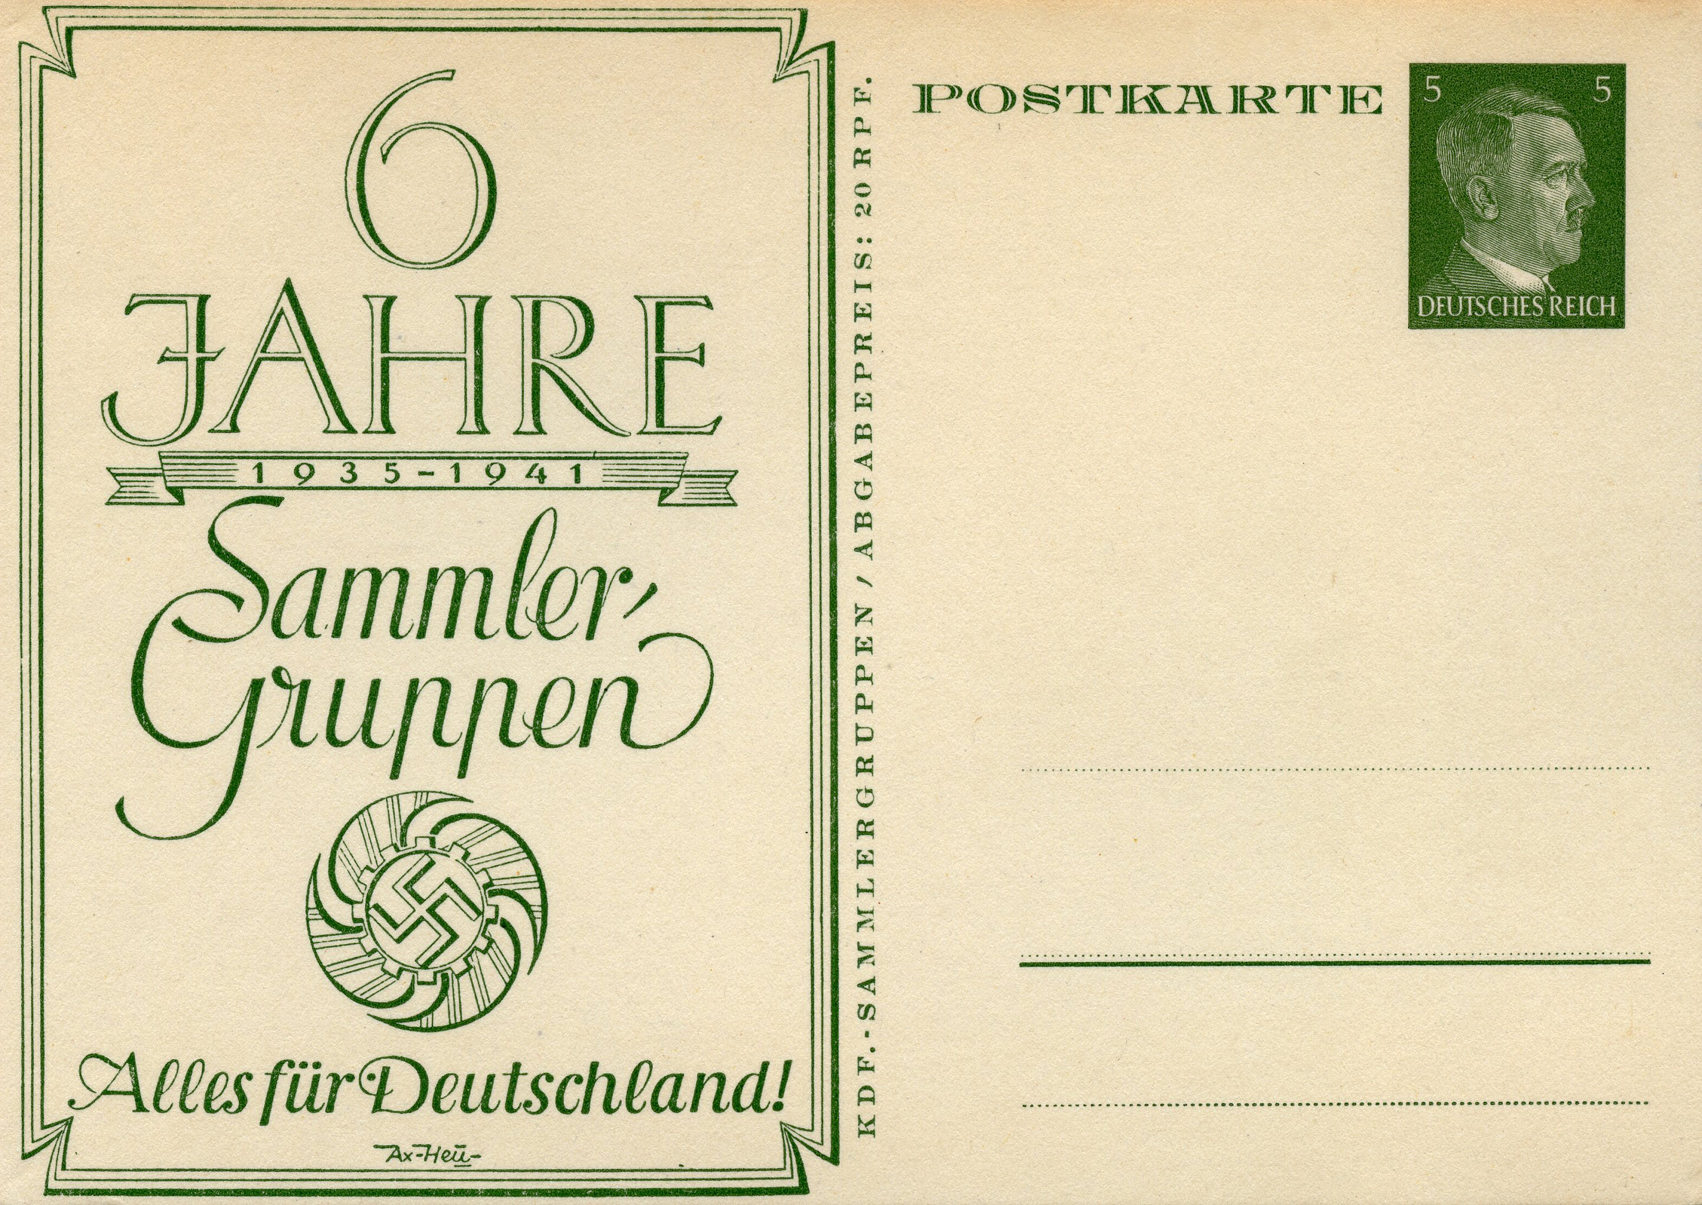 6
JAHRE
1935-1941
Sammler-
Gruppen
Alles für Deutschland!
Ax-Heu-
KDF.-SAMMLERGRUPPEN / ABGABEPREIS: 20 RPF.
POSTKARTE
5 5
DEUTSCHES REICH